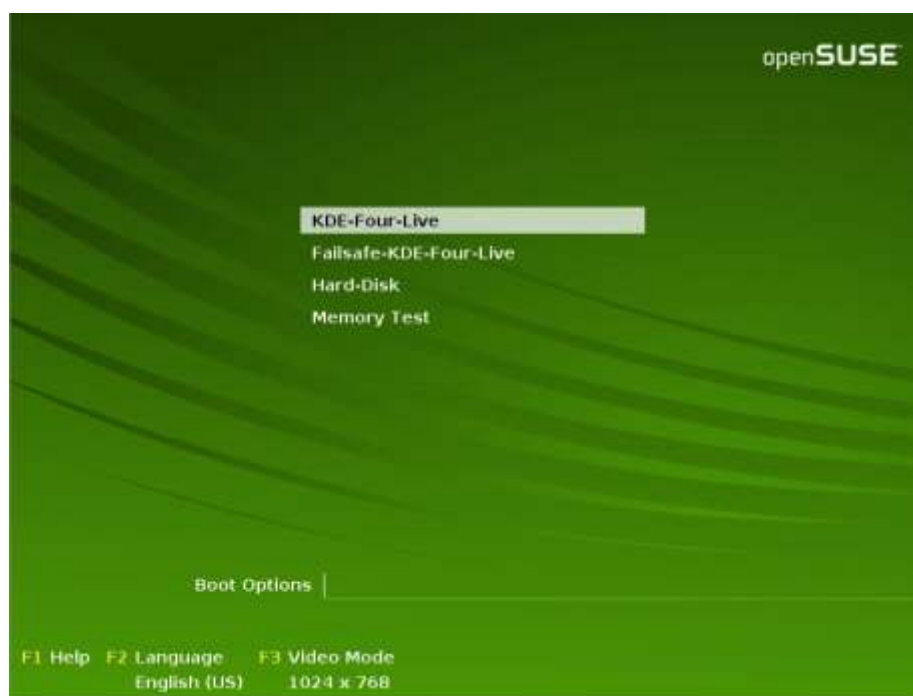 openSUSE
KDE-Four-Live
Failsafe-KDE-Four-Live
Hard-Disk
Memory Test
Boot Options
F1 Help F2 Language F3 Video Mode
English (US) 1024 x 768